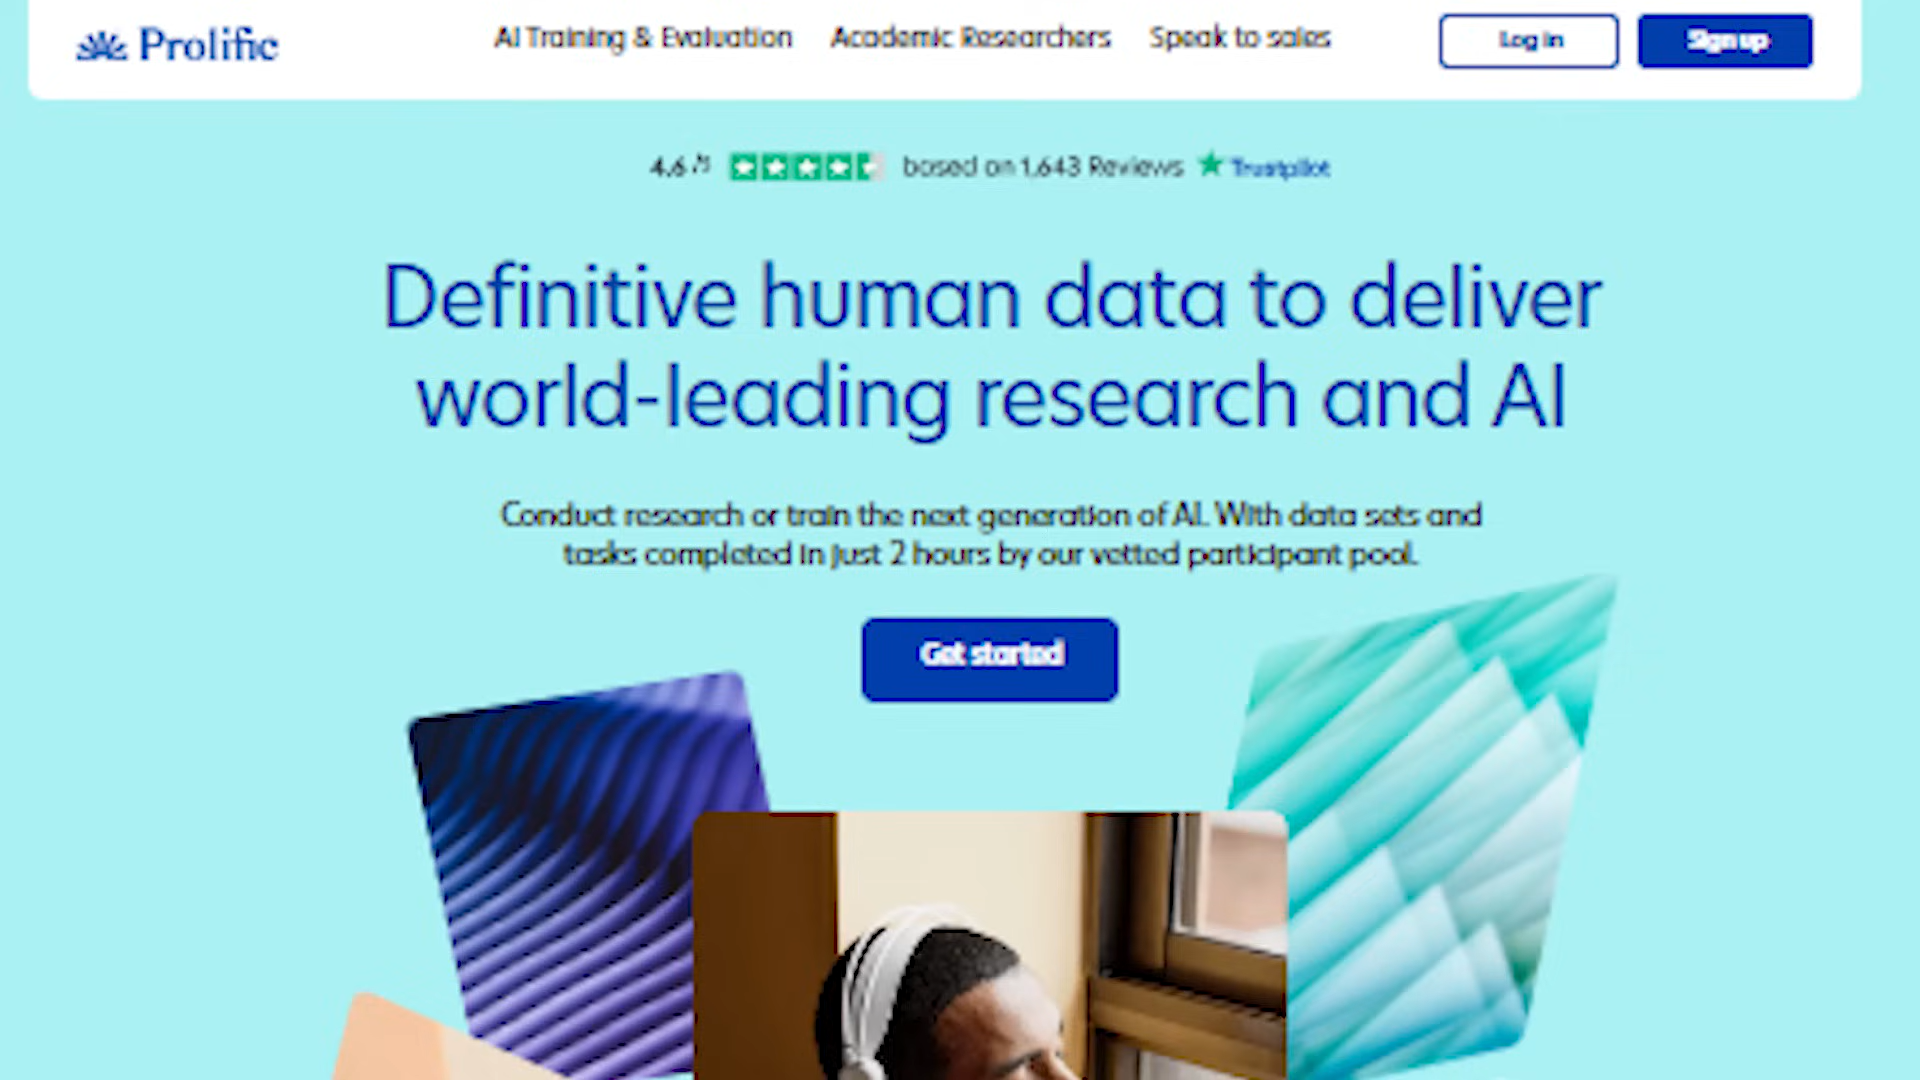 Prolific
AI Training & Evaluation
Academic Researchers
Speak to sales
Log in
Sign up
4.6 /5 based on 1,643 Reviews Trustpilot
Definitive human data to deliver
world-leading research and AI
Conduct research or train the next generation of AI. With data sets and
tasks completed in just 2 hours by our vetted participant pool.
Get started